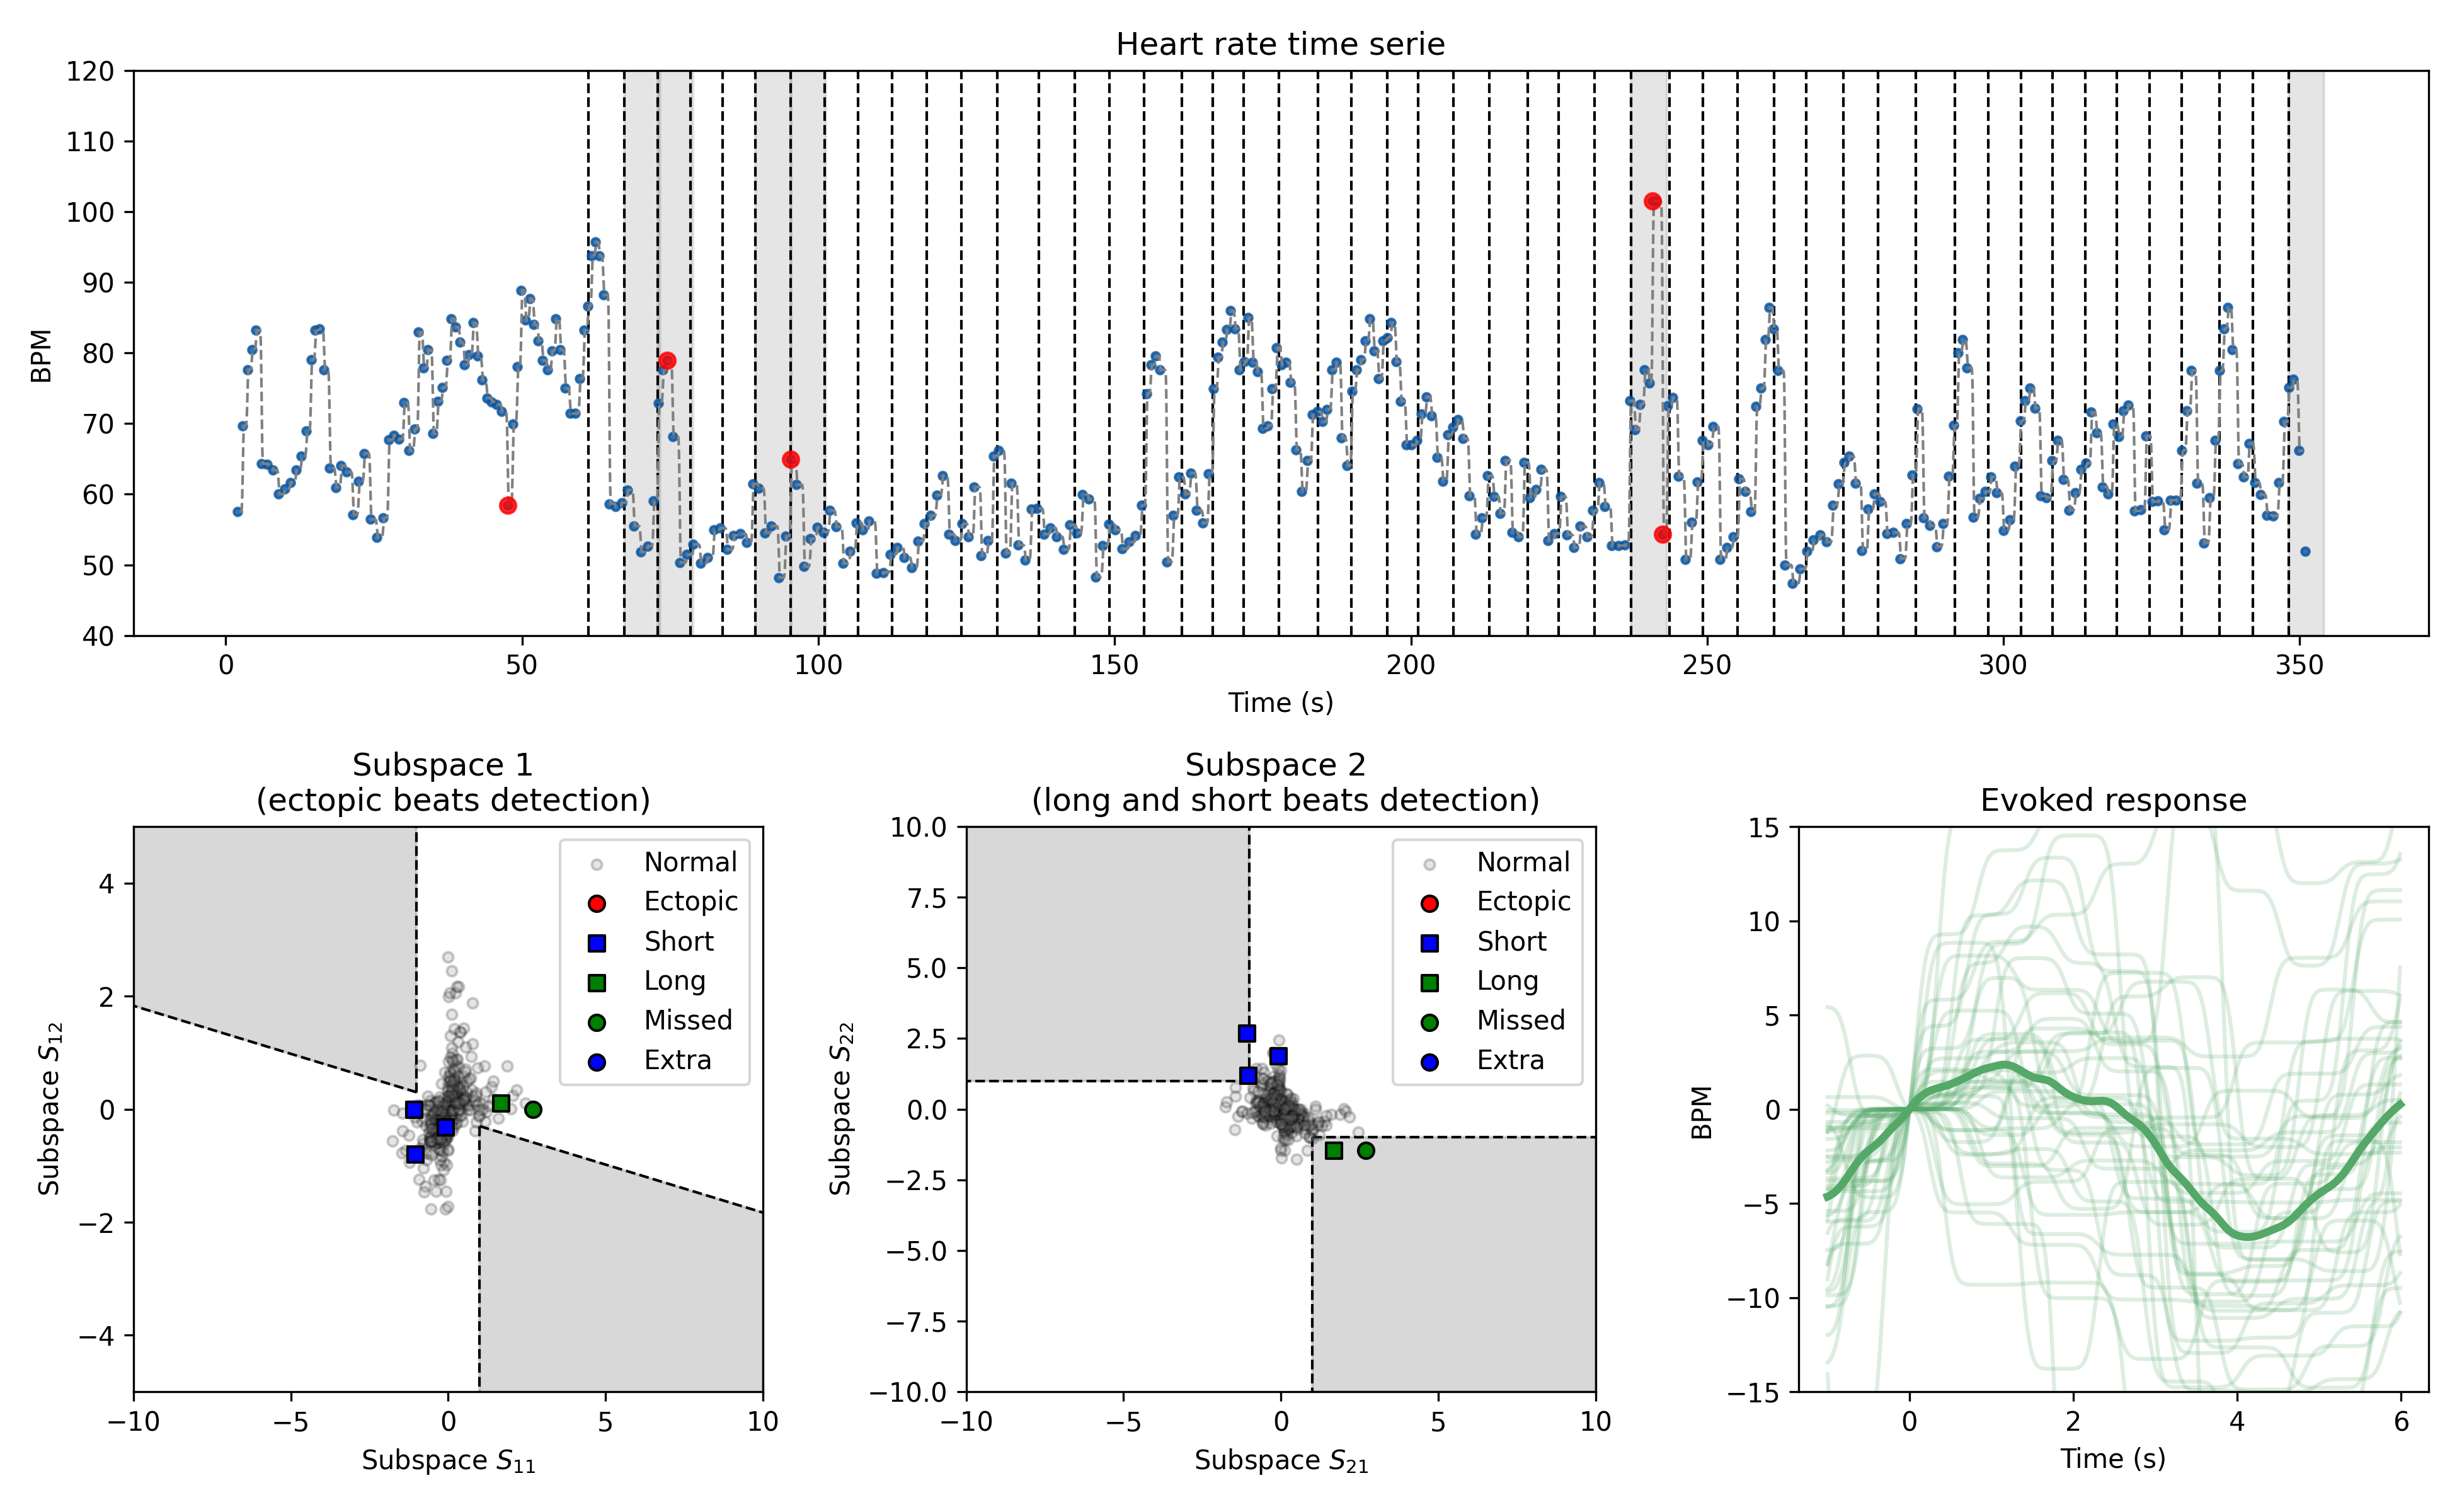 Heart rate time serie
120
110
100
90
80
70
60
50
40
BPM
0 50 100 150 200 250 300 350
Time (s)
Subspace 1
(ectopic beats detection)
4
2
0
−2
−4
Subspace S₁₂
Normal
Ectopic
Short
Long
Missed
Extra
−10 −5 0 5 10
Subspace S₁₁
Subspace 2
(long and short beats detection)
10.0
7.5
5.0
2.5
0.0
−2.5
−5.0
−7.5
−10.0
Subspace S₂₂
Normal
Ectopic
Short
Long
Missed
Extra
−10 −5 0 5 10
Subspace S₂₁
Evoked response
15
10
5
0
−5
−10
−15
BPM
0 2 4 6
Time (s)